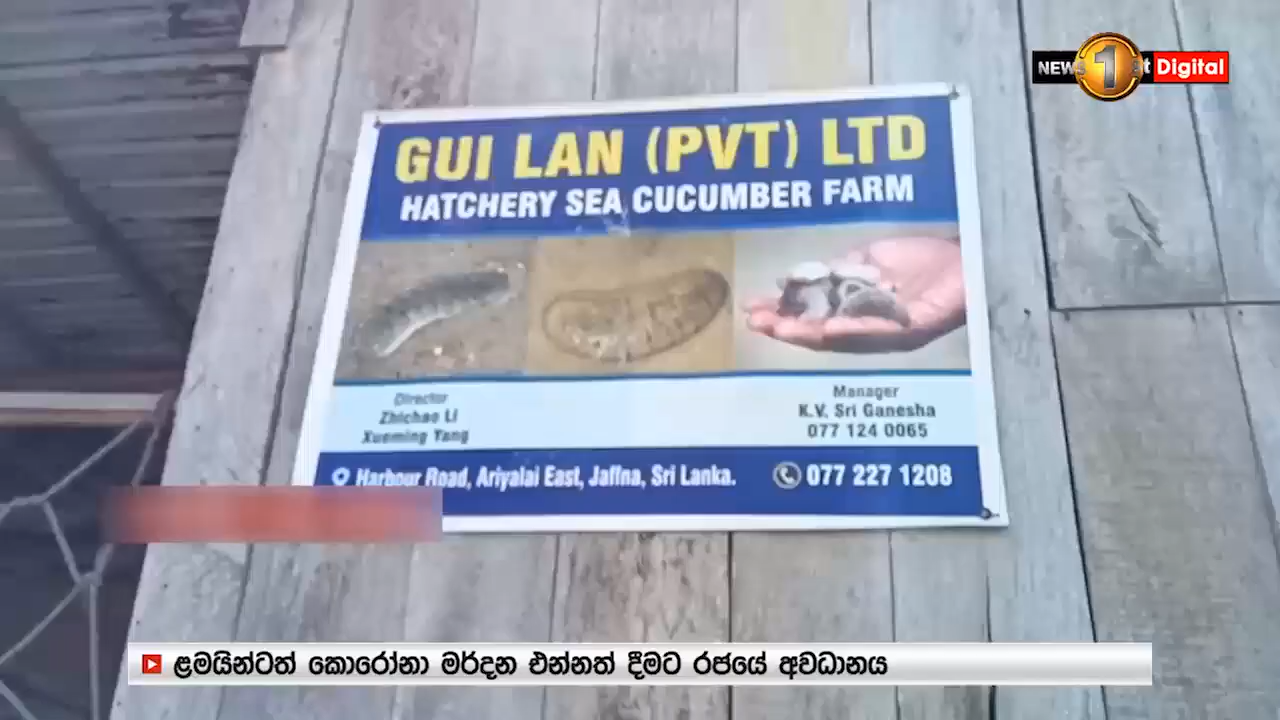 NEWS 1st Digital
GUI LAN (PVT) LTD
HATCHERY SEA CUCUMBER FARM
Director
Zhichao Li
Xueming Yang
Manager
K.V. Sri Ganesha
077 124 0065
Harbour Road, Ariyalai East, Jaffna, Sri Lanka.
077 227 1208
ළමයින්ටත් කොරෝනා මර්දන එන්නත් දීමට රජයේ අවධානය